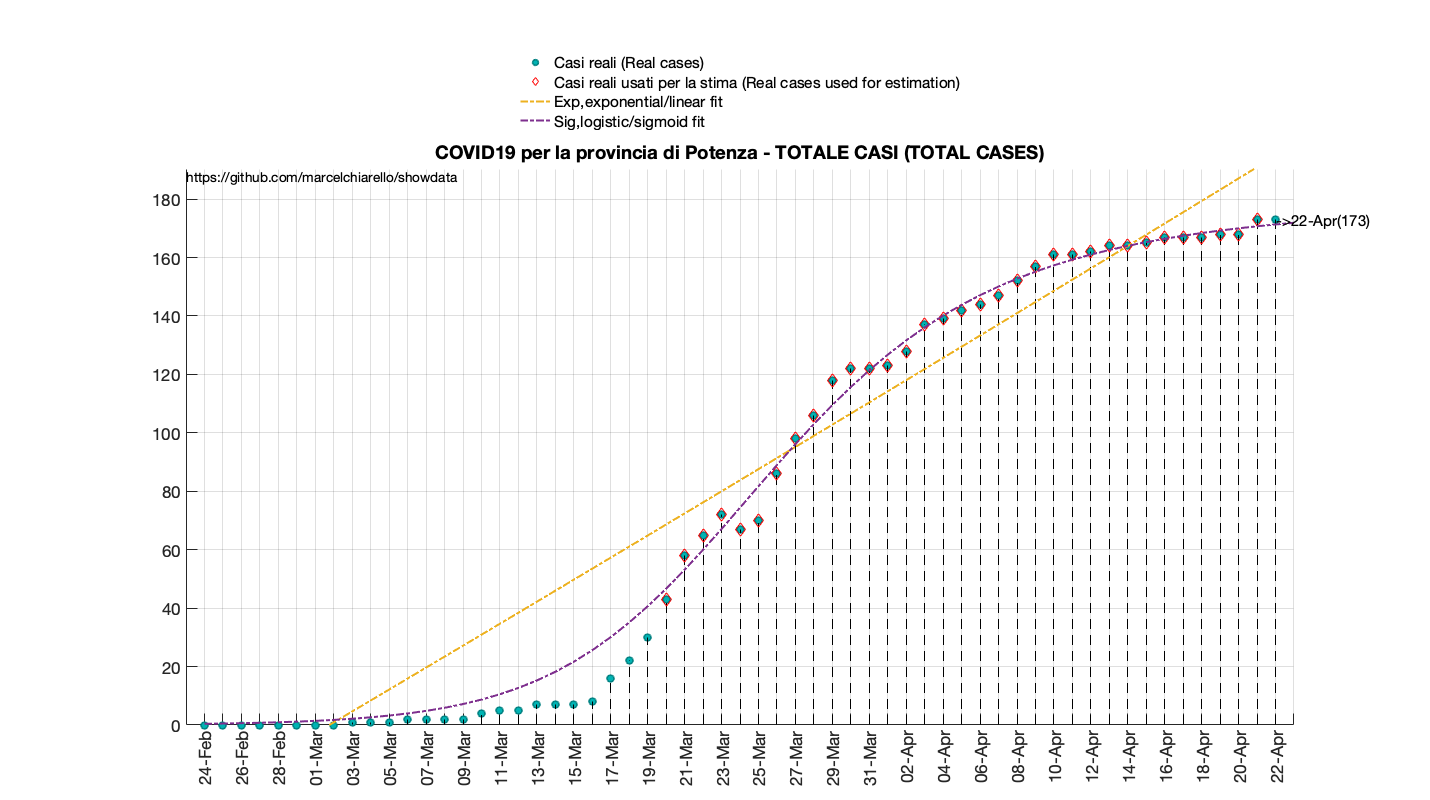 Casi reali (Real cases)
Casi reali usati per la stima (Real cases used for estimation)
Exp,exponential/linear fit
Sig,logistic/sigmoid fit
COVID19 per la provincia di Potenza - TOTALE CASI (TOTAL CASES)
https://github.com/marcelchiarello/showdata
180
160
140
120
100
80
60
40
20
0
->22-Apr(173)
24-Feb
26-Feb
28-Feb
01-Mar
03-Mar
05-Mar
07-Mar
09-Mar
11-Mar
13-Mar
15-Mar
17-Mar
19-Mar
21-Mar
23-Mar
25-Mar
27-Mar
29-Mar
31-Mar
02-Apr
04-Apr
06-Apr
08-Apr
10-Apr
12-Apr
14-Apr
16-Apr
18-Apr
20-Apr
22-Apr